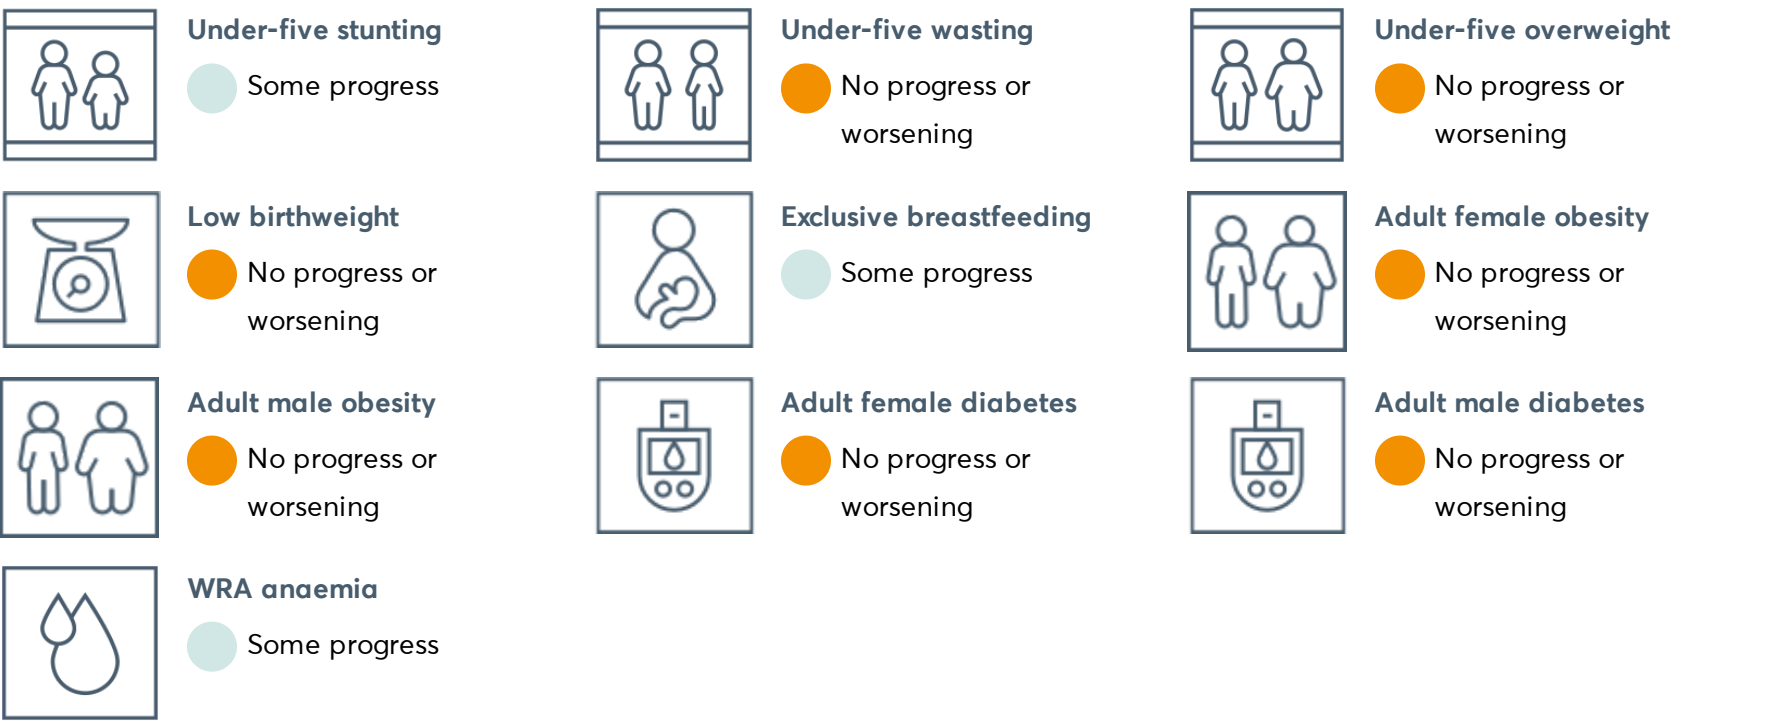 Under-five stunting
Some progress
Under-five wasting
No progress or
worsening
Under-five overweight
No progress or
worsening
Low birthweight
No progress or
worsening
Exclusive breastfeeding
Some progress
Adult female obesity
No progress or
worsening
Adult male obesity
No progress or
worsening
Adult female diabetes
No progress or
worsening
Adult male diabetes
No progress or
worsening
WRA anaemia
Some progress